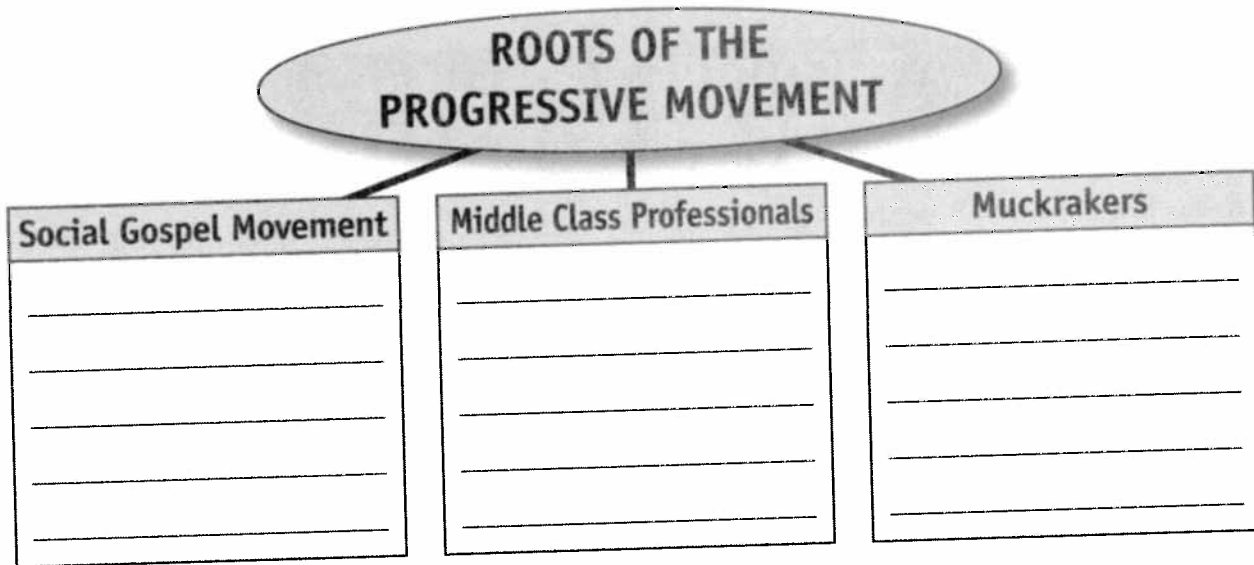 ROOTS OF THE
PROGRESSIVE MOVEMENT
Social Gospel Movement
Middle Class Professionals
Muckrakers